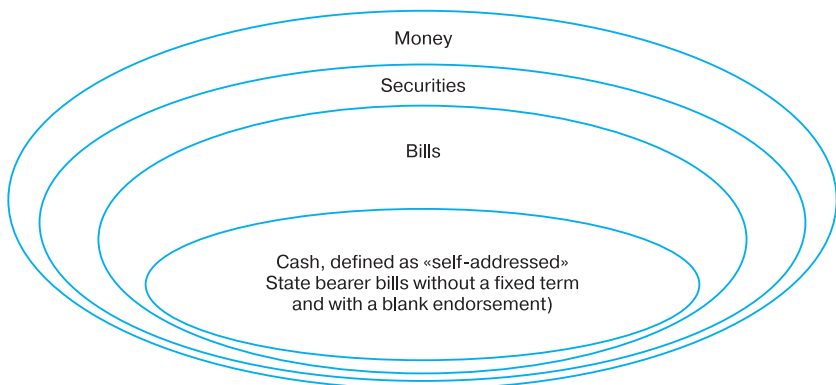 Money
Securities
Bills
Cash, defined as «self-addressed»
State bearer bills without a fixed term
and with a blank endorsement)